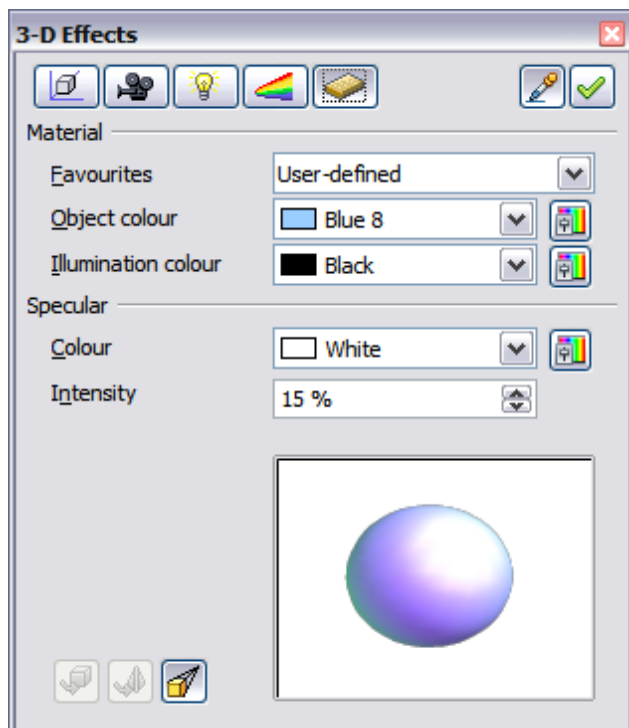 3-D Effects
Material
Favourites User-defined
Object colour Blue 8
Illumination colour Black
Specular
Colour White
Intensity 15 %